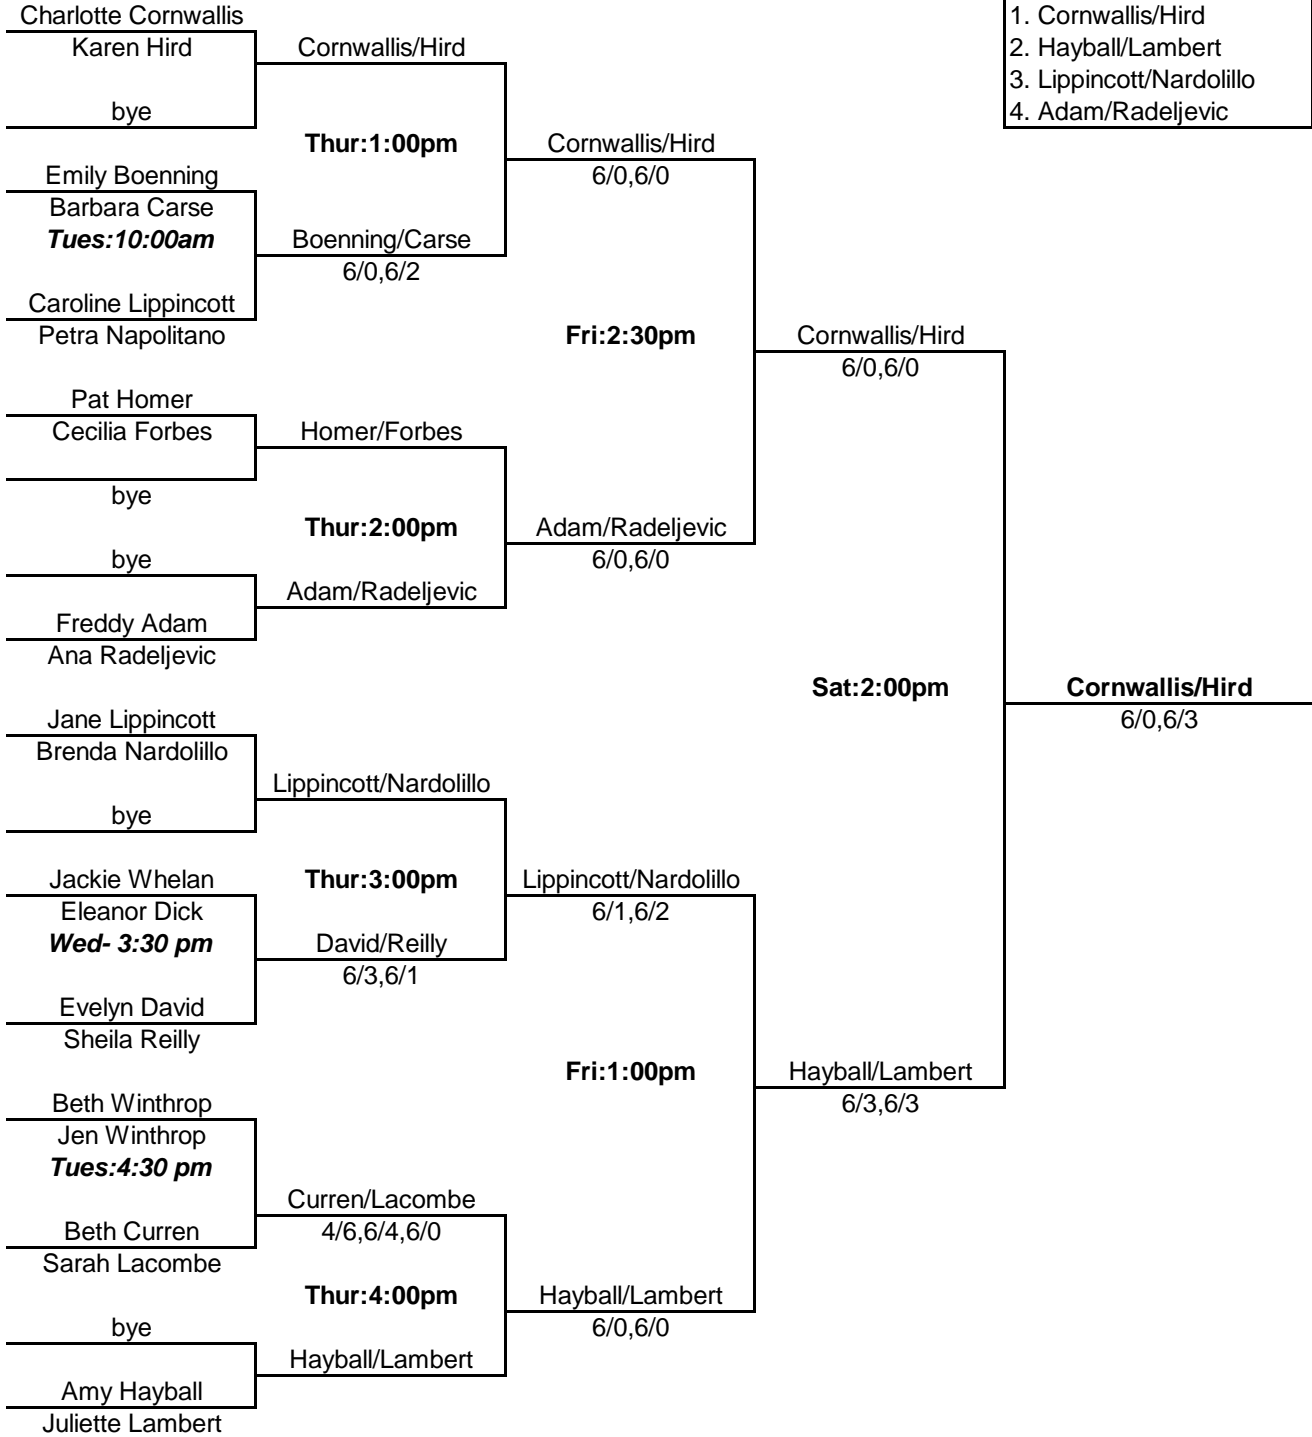 Charlotte Cornwallis
1. Cornwallis/Hird
Karen Hird
Cornwallis/Hird
2. Hayball/Lambert
3. Lippincott/Nardolillo
bye
4. Adam/Radeljevic
Thur:1:00pm
Cornwallis/Hird
Emily Boenning
6/0,6/0
Barbara Carse
Tues:10:00am
Boenning/Carse
6/0,6/2
Caroline Lippincott
Petra Napolitano
Fri:2:30pm
Cornwallis/Hird
6/0,6/0
Pat Homer
Cecilia Forbes
Homer/Forbes
bye
Thur:2:00pm
Adam/Radeljevic
bye
6/0,6/0
Adam/Radeljevic
Freddy Adam
Ana Radeljevic
Sat:2:00pm
Cornwallis/Hird
Jane Lippincott
6/0,6/3
Brenda Nardolillo
Lippincott/Nardolillo
bye
Jackie Whelan
Thur:3:00pm
Lippincott/Nardolillo
Eleanor Dick
6/1,6/2
Wed- 3:30 pm
David/Reilly
6/3,6/1
Evelyn David
Sheila Reilly
Fri:1:00pm
Hayball/Lambert
Beth Winthrop
6/3,6/3
Jen Winthrop
Tues:4:30 pm
Curren/Lacombe
Beth Curren
4/6,6/4,6/0
Sarah Lacombe
Thur:4:00pm
Hayball/Lambert
bye
6/0,6/0
Hayball/Lambert
Amy Hayball
Juliette Lambert